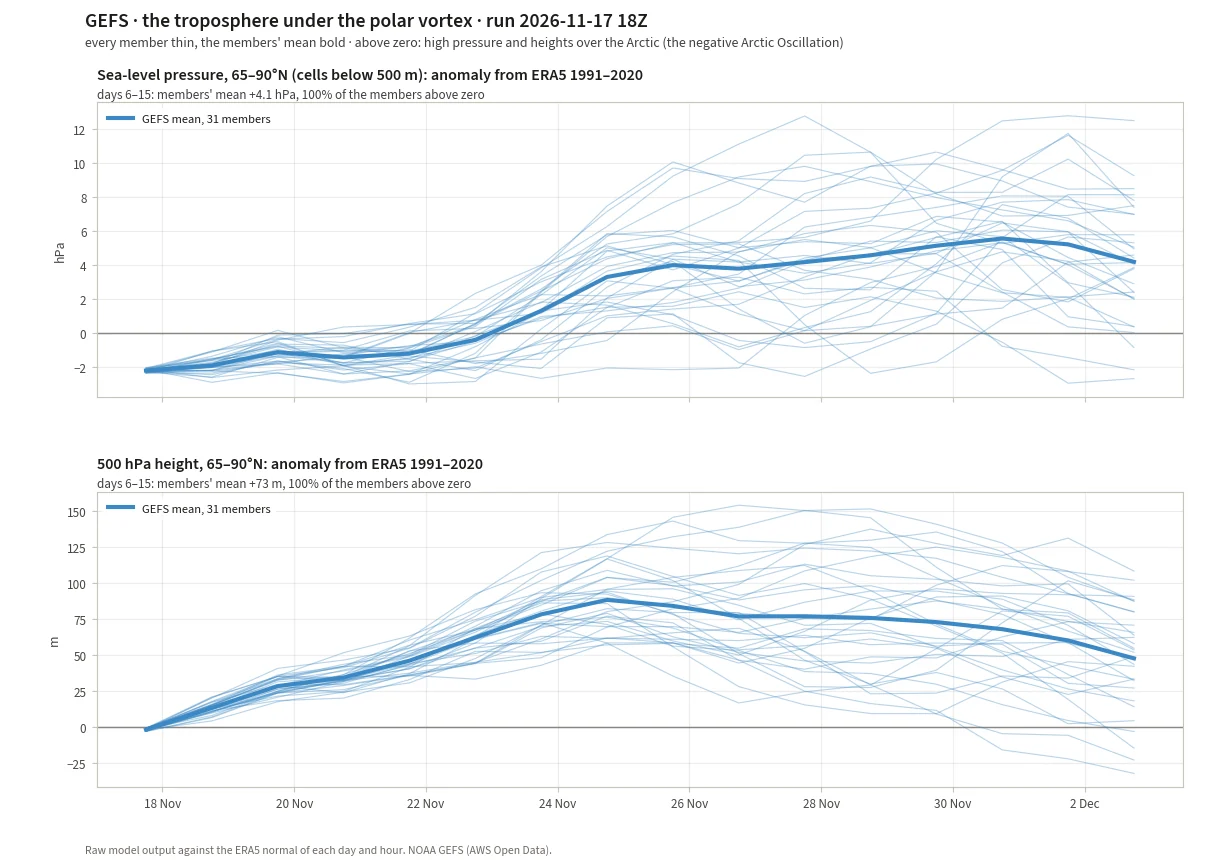 GEFS · the troposphere under the polar vortex · run 2026-11-17 18Z
every member thin, the members' mean bold · above zero: high pressure and heights over the Arctic (the negative Arctic Oscillation)
Sea-level pressure, 65–90°N (cells below 500 m): anomaly from ERA5 1991–2020
days 6–15: members' mean +4.1 hPa, 100% of the members above zero
GEFS mean, 31 members
12
10
8
6
4
2
0
−2
hPa
500 hPa height, 65–90°N: anomaly from ERA5 1991–2020
days 6–15: members' mean +73 m, 100% of the members above zero
GEFS mean, 31 members
150
125
100
75
50
25
0
−25
m
18 Nov
20 Nov
22 Nov
24 Nov
26 Nov
28 Nov
30 Nov
2 Dec
Raw model output against the ERA5 normal of each day and hour. NOAA GEFS (AWS Open Data).